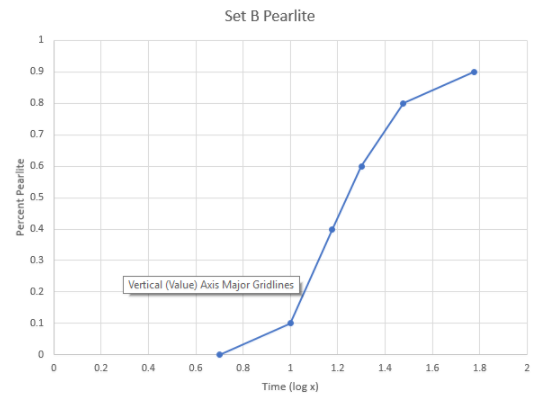 Set B Pearlite
1
0.9
0.8
0.7
0.6
0.5
0.4
0.3
0.2
0.1
0
Percent Pearlite
Vertical (Value) Axis Major Gridlines
0 0.2 0.4 0.6 0.8 1 1.2 1.4 1.6 1.8 2
Time (log x)